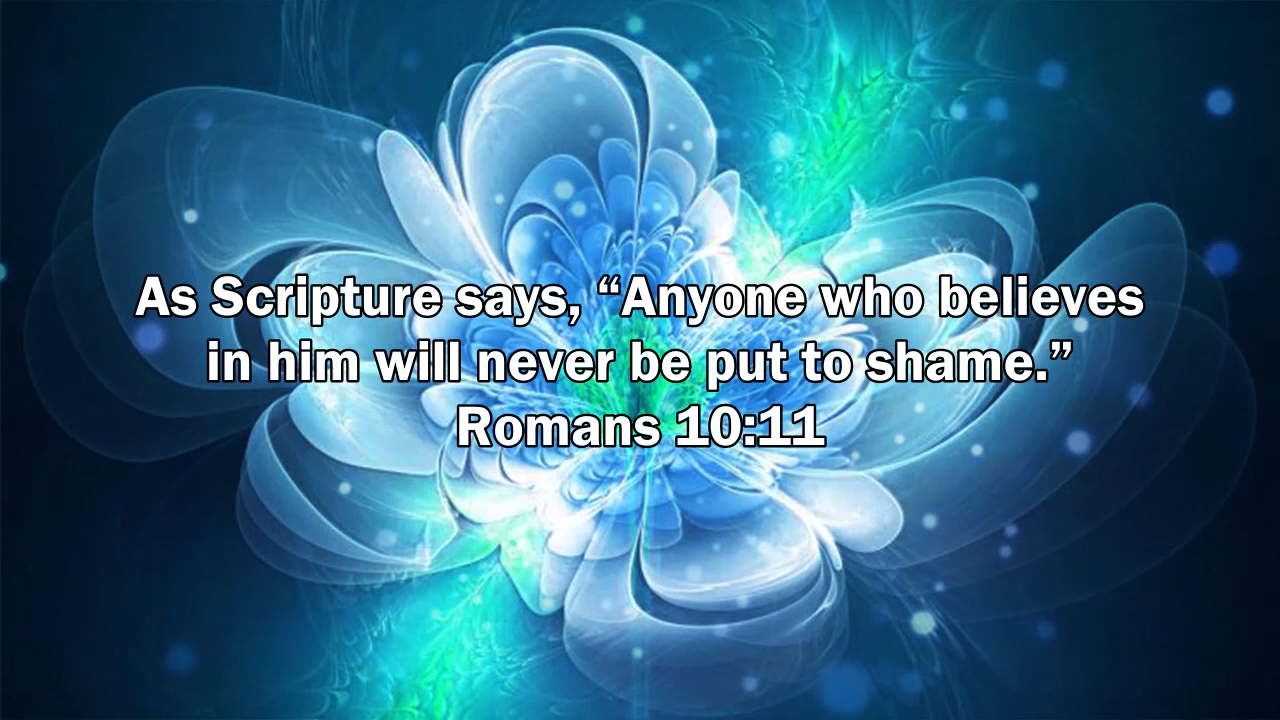 As Scripture says, “Anyone who believes
in him will never be put to shame.”
Romans 10:11